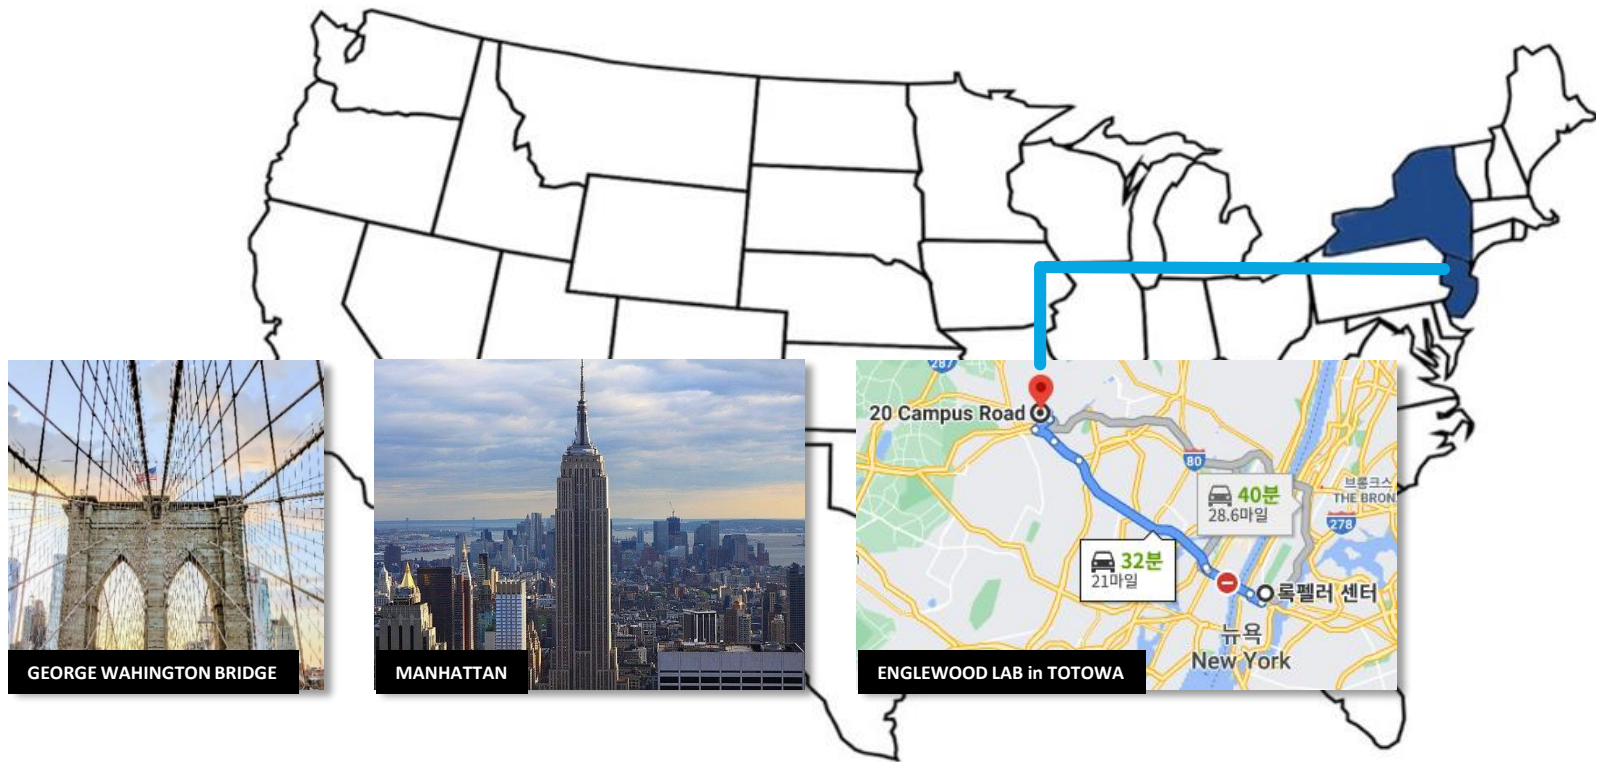 GEORGE WAHINGTON BRIDGE
MANHATTAN
287
20 Campus Road
80
40분
28.6마일
브롱크스
THE BRON
278
32분
21마일
록펠러 센터
뉴욕
New York
ENGLEWOOD LAB in TOTOWA